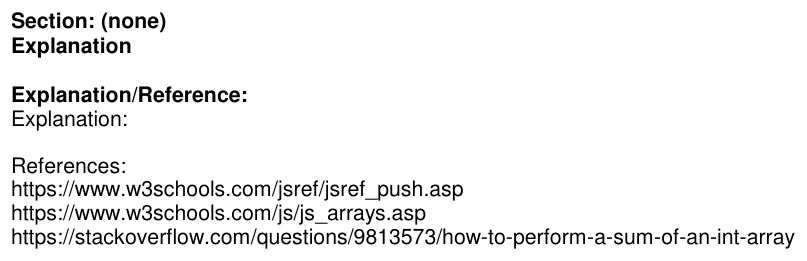 Section: (none)
Explanation
Explanation/Reference:
Explanation:
References:
https://www.w3schools.com/jsref/jsref_push.asp
https://www.w3schools.com/js/js_arrays.asp
https://stackoverflow.com/questions/9813573/how-to-perform-a-sum-of-an-int-array